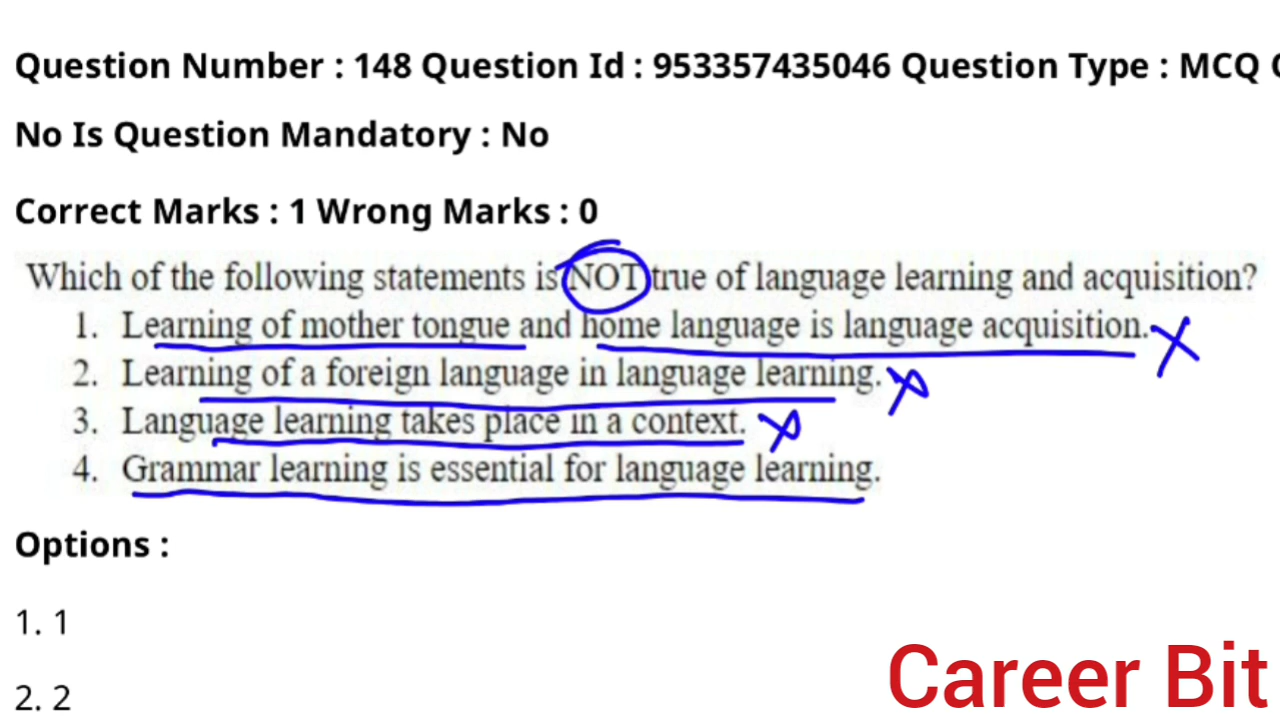 Question Number : 148 Question Id : 953357435046 Question Type : MCQ
No Is Question Mandatory : No
Correct Marks : 1 Wrong Marks : 0
Which of the following statements is NOT true of language learning and acquisition?
1. Learning of mother tongue and home language is language acquisition.
2. Learning of a foreign language in language learning.
3. Language learning takes place in a context.
4. Grammar learning is essential for language learning.
Options :
1. 1
2. 2
Career Bit